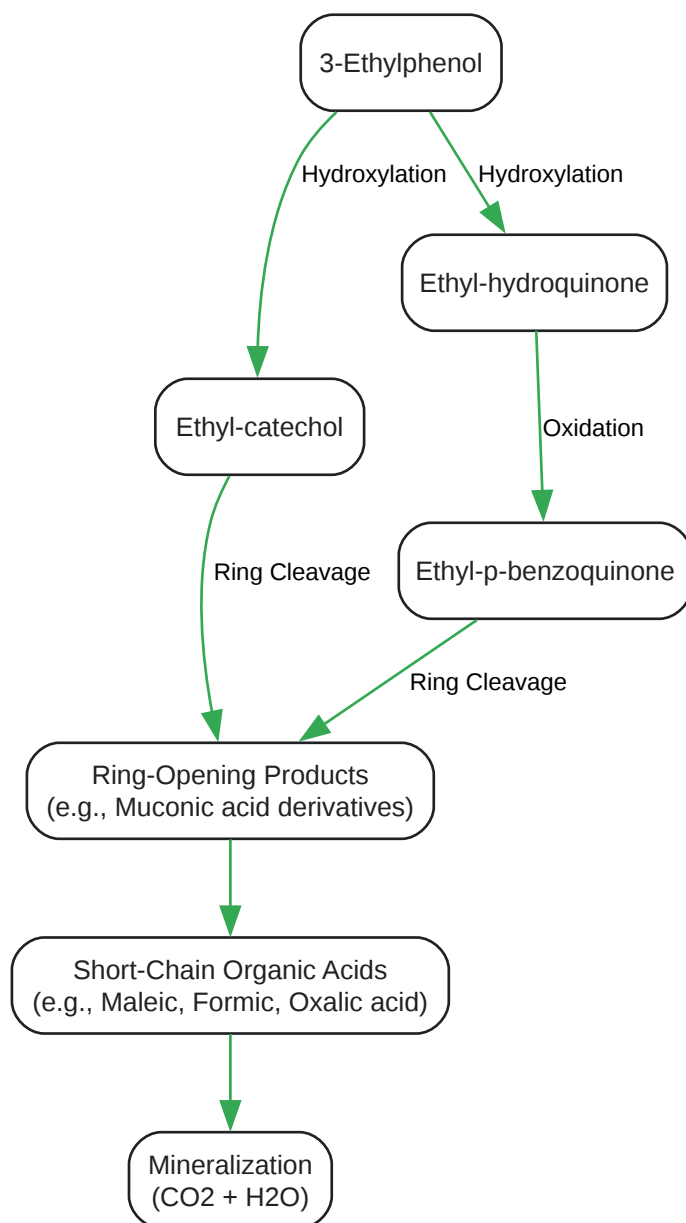 3-Ethylphenol
Hydroxylation
Hydroxylation
Ethyl-hydroquinone
Ethyl-catechol
Oxidation
Ring Cleavage
Ethyl-p-benzoquinone
Ring Cleavage
Ring-Opening Products
(e.g., Muconic acid derivatives)
Short-Chain Organic Acids
(e.g., Maleic, Formic, Oxalic acid)
Mineralization
(CO2 + H2O)